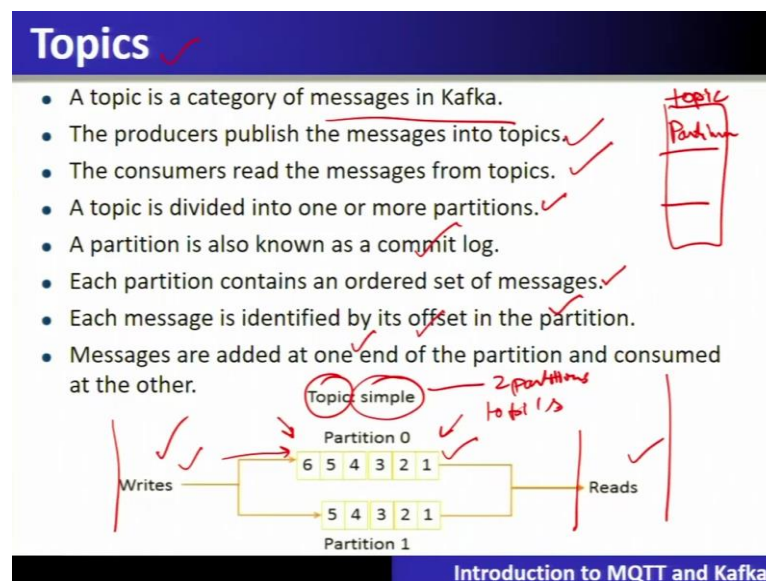 Topics
• A topic is a category of messages in Kafka.
• The producers publish the messages into topics.
• The consumers read the messages from topics.
• A topic is divided into one or more partitions.
• A partition is also known as a commit log.
• Each partition contains an ordered set of messages.
• Each message is identified by its offset in the partition.
• Messages are added at one end of the partition and consumed
at the other.
topic
Topic: simple
2 partitions
Partition 0
6 5 4 3 2 1
Writes
Reads
5 4 3 2 1
Partition 1
Introduction to MQTT and Kafka